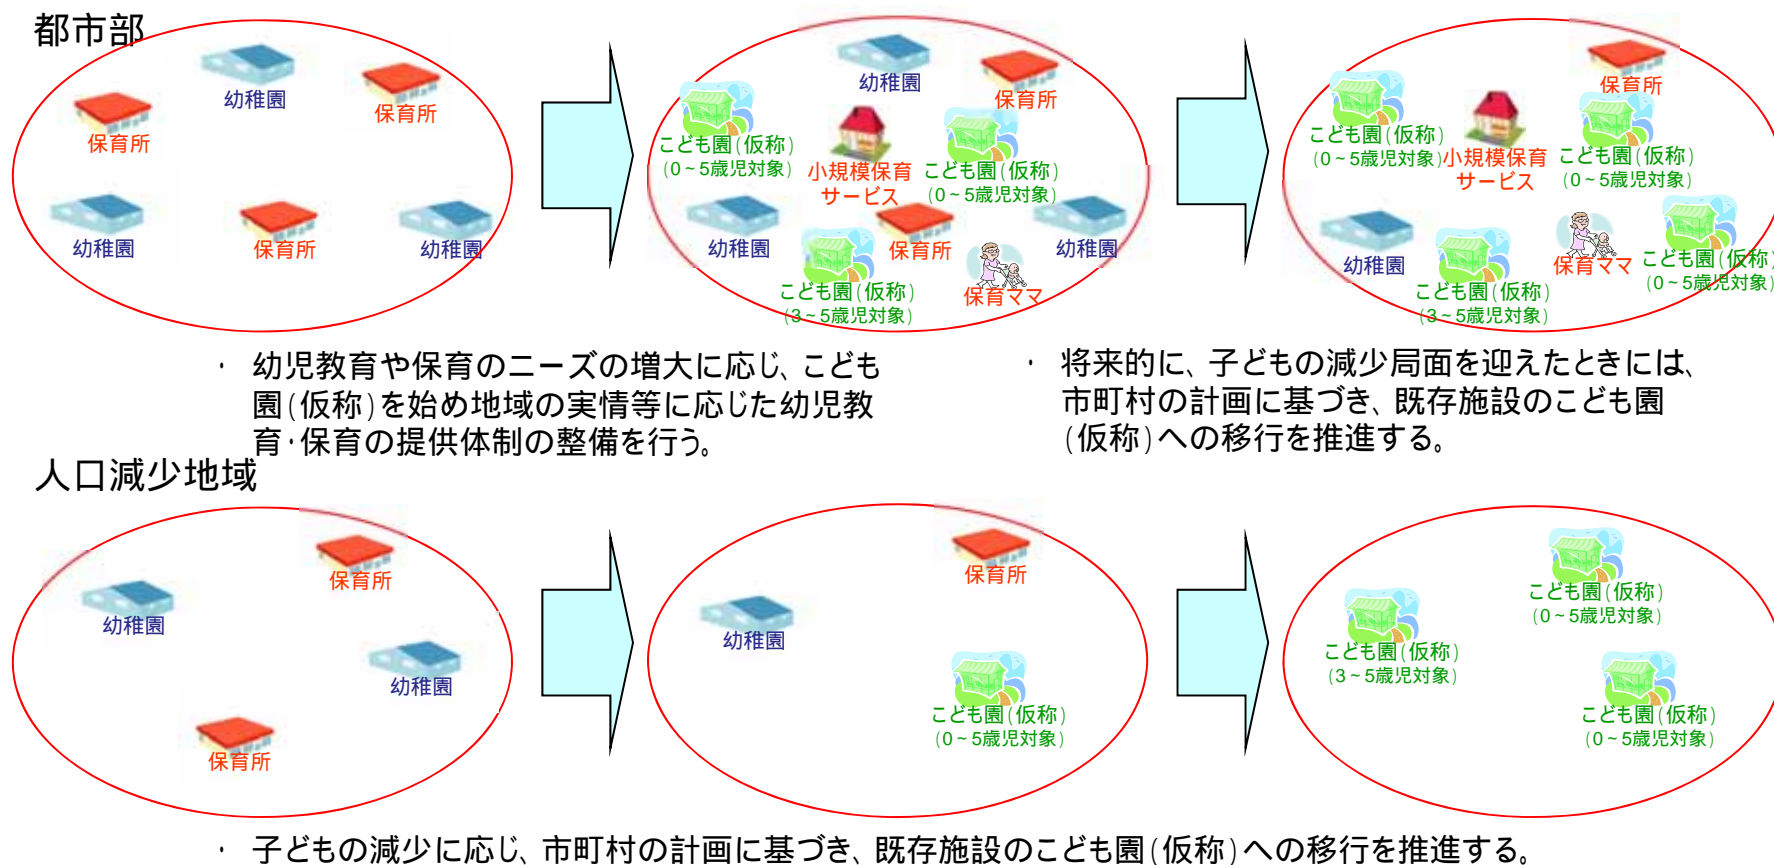 都市部
幼稚園
保育所
保育所
幼稚園
保育所
幼稚園
幼稚園
保育所
こども園(仮称)
(0~5歳児対象)
小規模保育
サービス
こども園(仮称)
(0~5歳児対象)
幼稚園
保育所
幼稚園
こども園(仮称)
(3~5歳児対象)
保育ママ
保育所
こども園(仮称)
(0~5歳児対象)
小規模保育
サービス
こども園(仮称)
(0~5歳児対象)
幼稚園
こども園(仮称)
(3~5歳児対象)
保育ママ
こども園(仮称)
(0~5歳児対象)
・ 幼児教育や保育のニーズの増大に応じ、こども
園(仮称)を始め地域の実情等に応じた幼児教
育・保育の提供体制の整備を行う。
・ 将来的に、子どもの減少局面を迎えたときには、
市町村の計画に基づき、既存施設のこども園
(仮称)への移行を推進する。
人口減少地域
保育所
幼稚園
幼稚園
保育所
保育所
幼稚園
こども園(仮称)
(0~5歳児対象)
こども園(仮称)
(0~5歳児対象)
こども園(仮称)
(3~5歳児対象)
こども園(仮称)
(0~5歳児対象)
・ 子どもの減少に応じ、市町村の計画に基づき、既存施設のこども園(仮称)への移行を推進する。